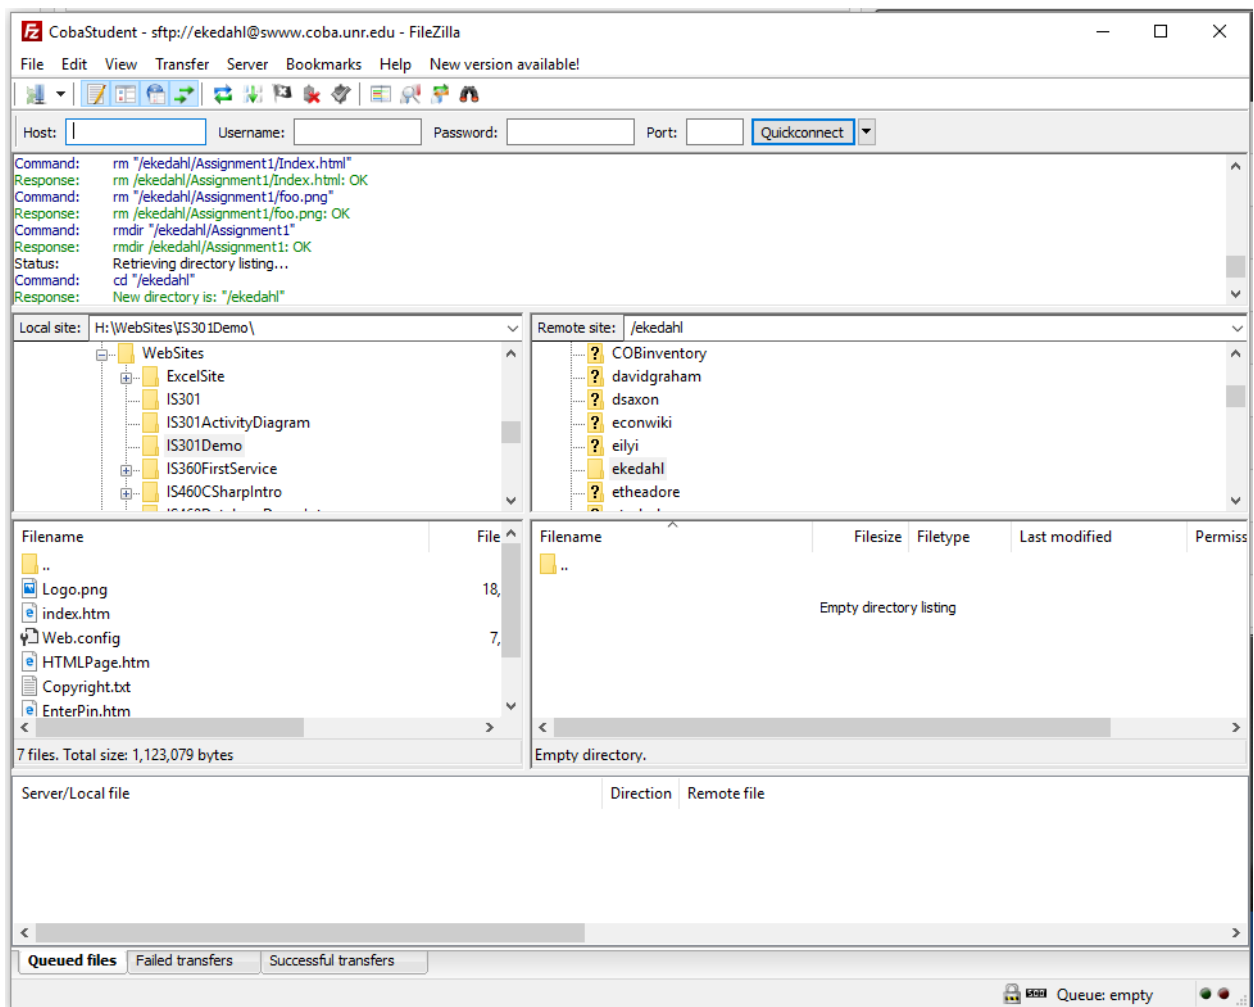 CobaStudent - sftp://ekedahl@swww.coba.unr.edu - FileZilla
File Edit View Transfer Server Bookmarks Help New version available!
Host: Username: Password: Port: Quickconnect
Command: rm "/ekedahl/Assignment1/Index.html"
Response: rm /ekedahl/Assignment1/Index.html: OK
Command: rm "/ekedahl/Assignment1/foo.png"
Response: rm /ekedahl/Assignment1/foo.png: OK
Command: rmdir "/ekedahl/Assignment1"
Response: rmdir /ekedahl/Assignment1: OK
Status: Retrieving directory listing...
Command: cd "/ekedahl"
Response: New directory is: "/ekedahl"
Local site: H:\WebSites\IS301Demo\
WebSites
ExcelSite
IS301
IS301ActivityDiagram
IS301Demo
IS360FirstService
IS460CSharpIntro
Remote site: /ekedahl
COBinventory
davidgraham
dsaxon
econwiki
eilyi
ekedahl
etheadore
Filename File
..
Logo.png 18,
index.htm
Web.config 7,
HTMLPage.htm
Copyright.txt
EnterPin.htm
7 files. Total size: 1,123,079 bytes
Filename Filesize Filetype Last modified Permiss
..
Empty directory listing
Empty directory.
Server/Local file Direction Remote file
Queued files Failed transfers Successful transfers
Queue: empty